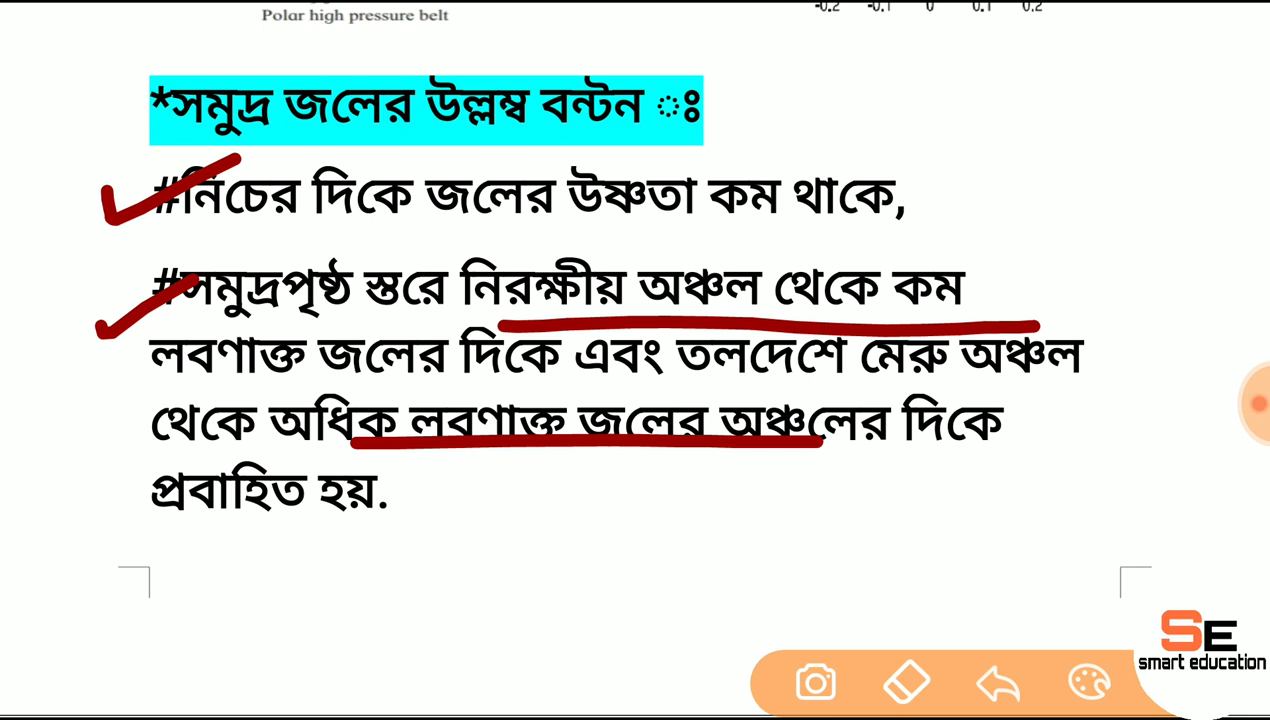 Polar high pressure belt
-0.2 -0.1 0 0.1 0.2
*সমুদ্র জলের উল্লম্ব বন্টন ঃ
#নিচের দিকে জলের উষ্ণতা কম থাকে,
#সমুদ্রপৃষ্ঠ স্তরে নিরক্ষীয় অঞ্চল থেকে কম
লবণাক্ত জলের দিকে এবং তলদেশে মেরু অঞ্চল
থেকে অধিক লবণাক্ত জলের অঞ্চলের দিকে
প্রবাহিত হয়.
SE
smart education